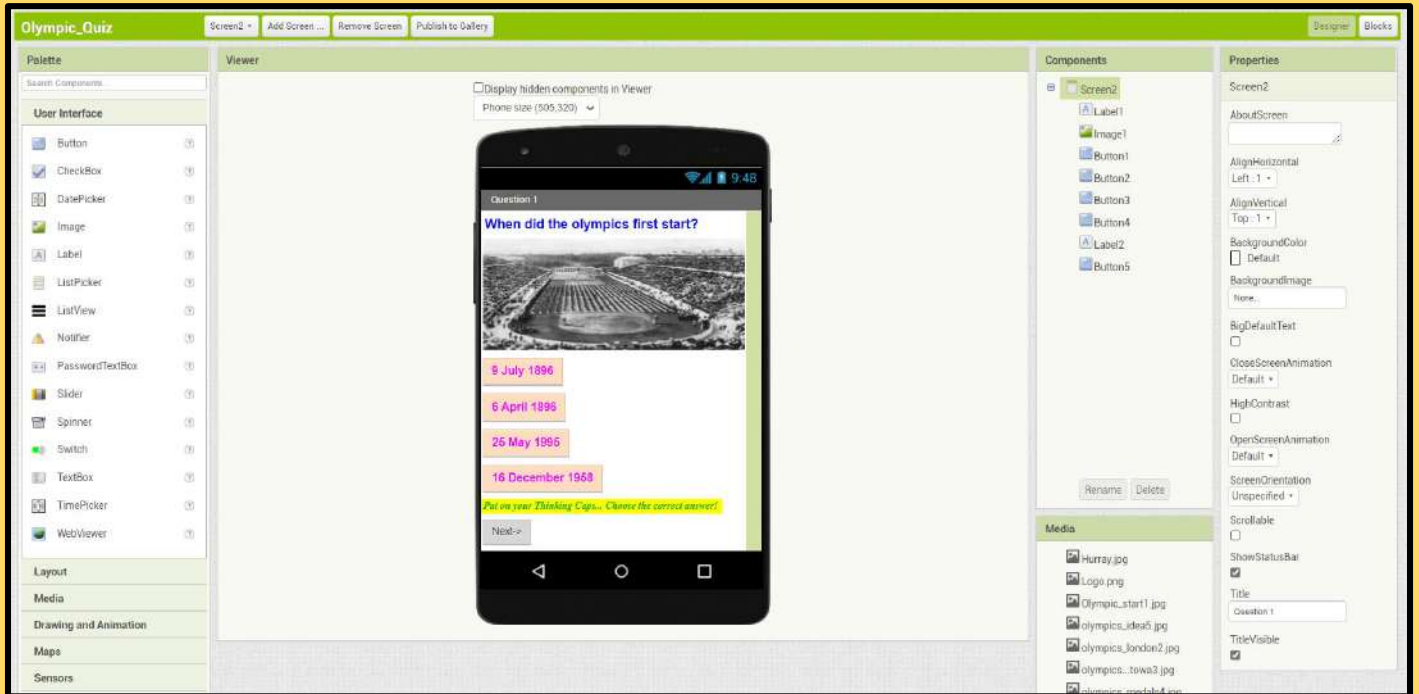 Olympic_Quiz
Screen2
Add Screen ...
Remove Screen
Publish to Gallery
Designer
Blocks
Palette
Search Components...
User Interface
Button
CheckBox
DatePicker
Image
Label
ListPicker
ListView
Notifier
PasswordTextBox
Slider
Spinner
Switch
TextBox
TimePicker
WebViewer
Layout
Media
Drawing and Animation
Maps
Sensors
Viewer
Display hidden components in Viewer
Phone size (505,320)
9:48
Question 1
When did the olympics first start?
9 July 1896
6 April 1896
25 May 1995
16 December 1958
Put on your Thinking Caps... Choose the correct answer!
Next->
Components
Screen2
Label1
Image1
Button1
Button2
Button3
Button4
Label2
Button5
Rename
Delete
Media
Hurray.jpg
Logo.png
Olympic_start1.jpg
olympics_idea5.jpg
olympics_london2.jpg
olympics...towa3.jpg
olympics_medals4.jpg
Properties
Screen2
AboutScreen
AlignHorizontal
Left : 1
AlignVertical
Top : 1
BackgroundColor
Default
BackgroundImage
None...
BigDefaultText
CloseScreenAnimation
Default
HighContrast
OpenScreenAnimation
Default
ScreenOrientation
Unspecified
Scrollable
ShowStatusBar
Title
Question 1
TitleVisible